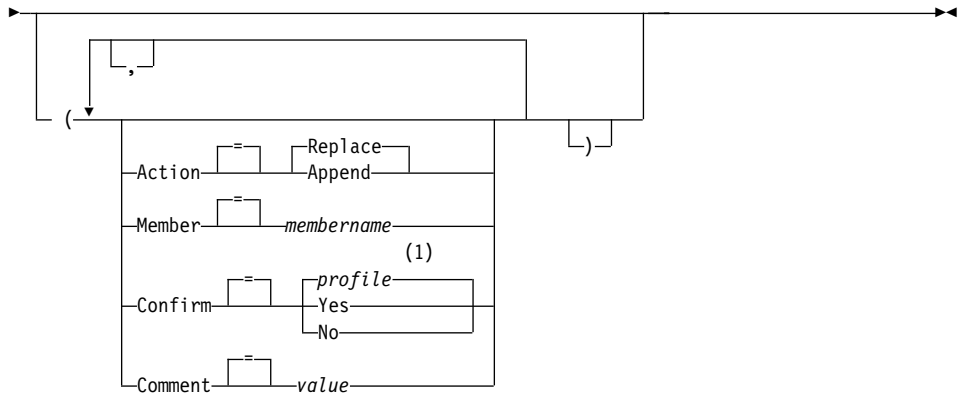 ,
( )
= Replace
Action Append
=
Member membername
(1)
= profile
Confirm Yes
No
=
Comment value